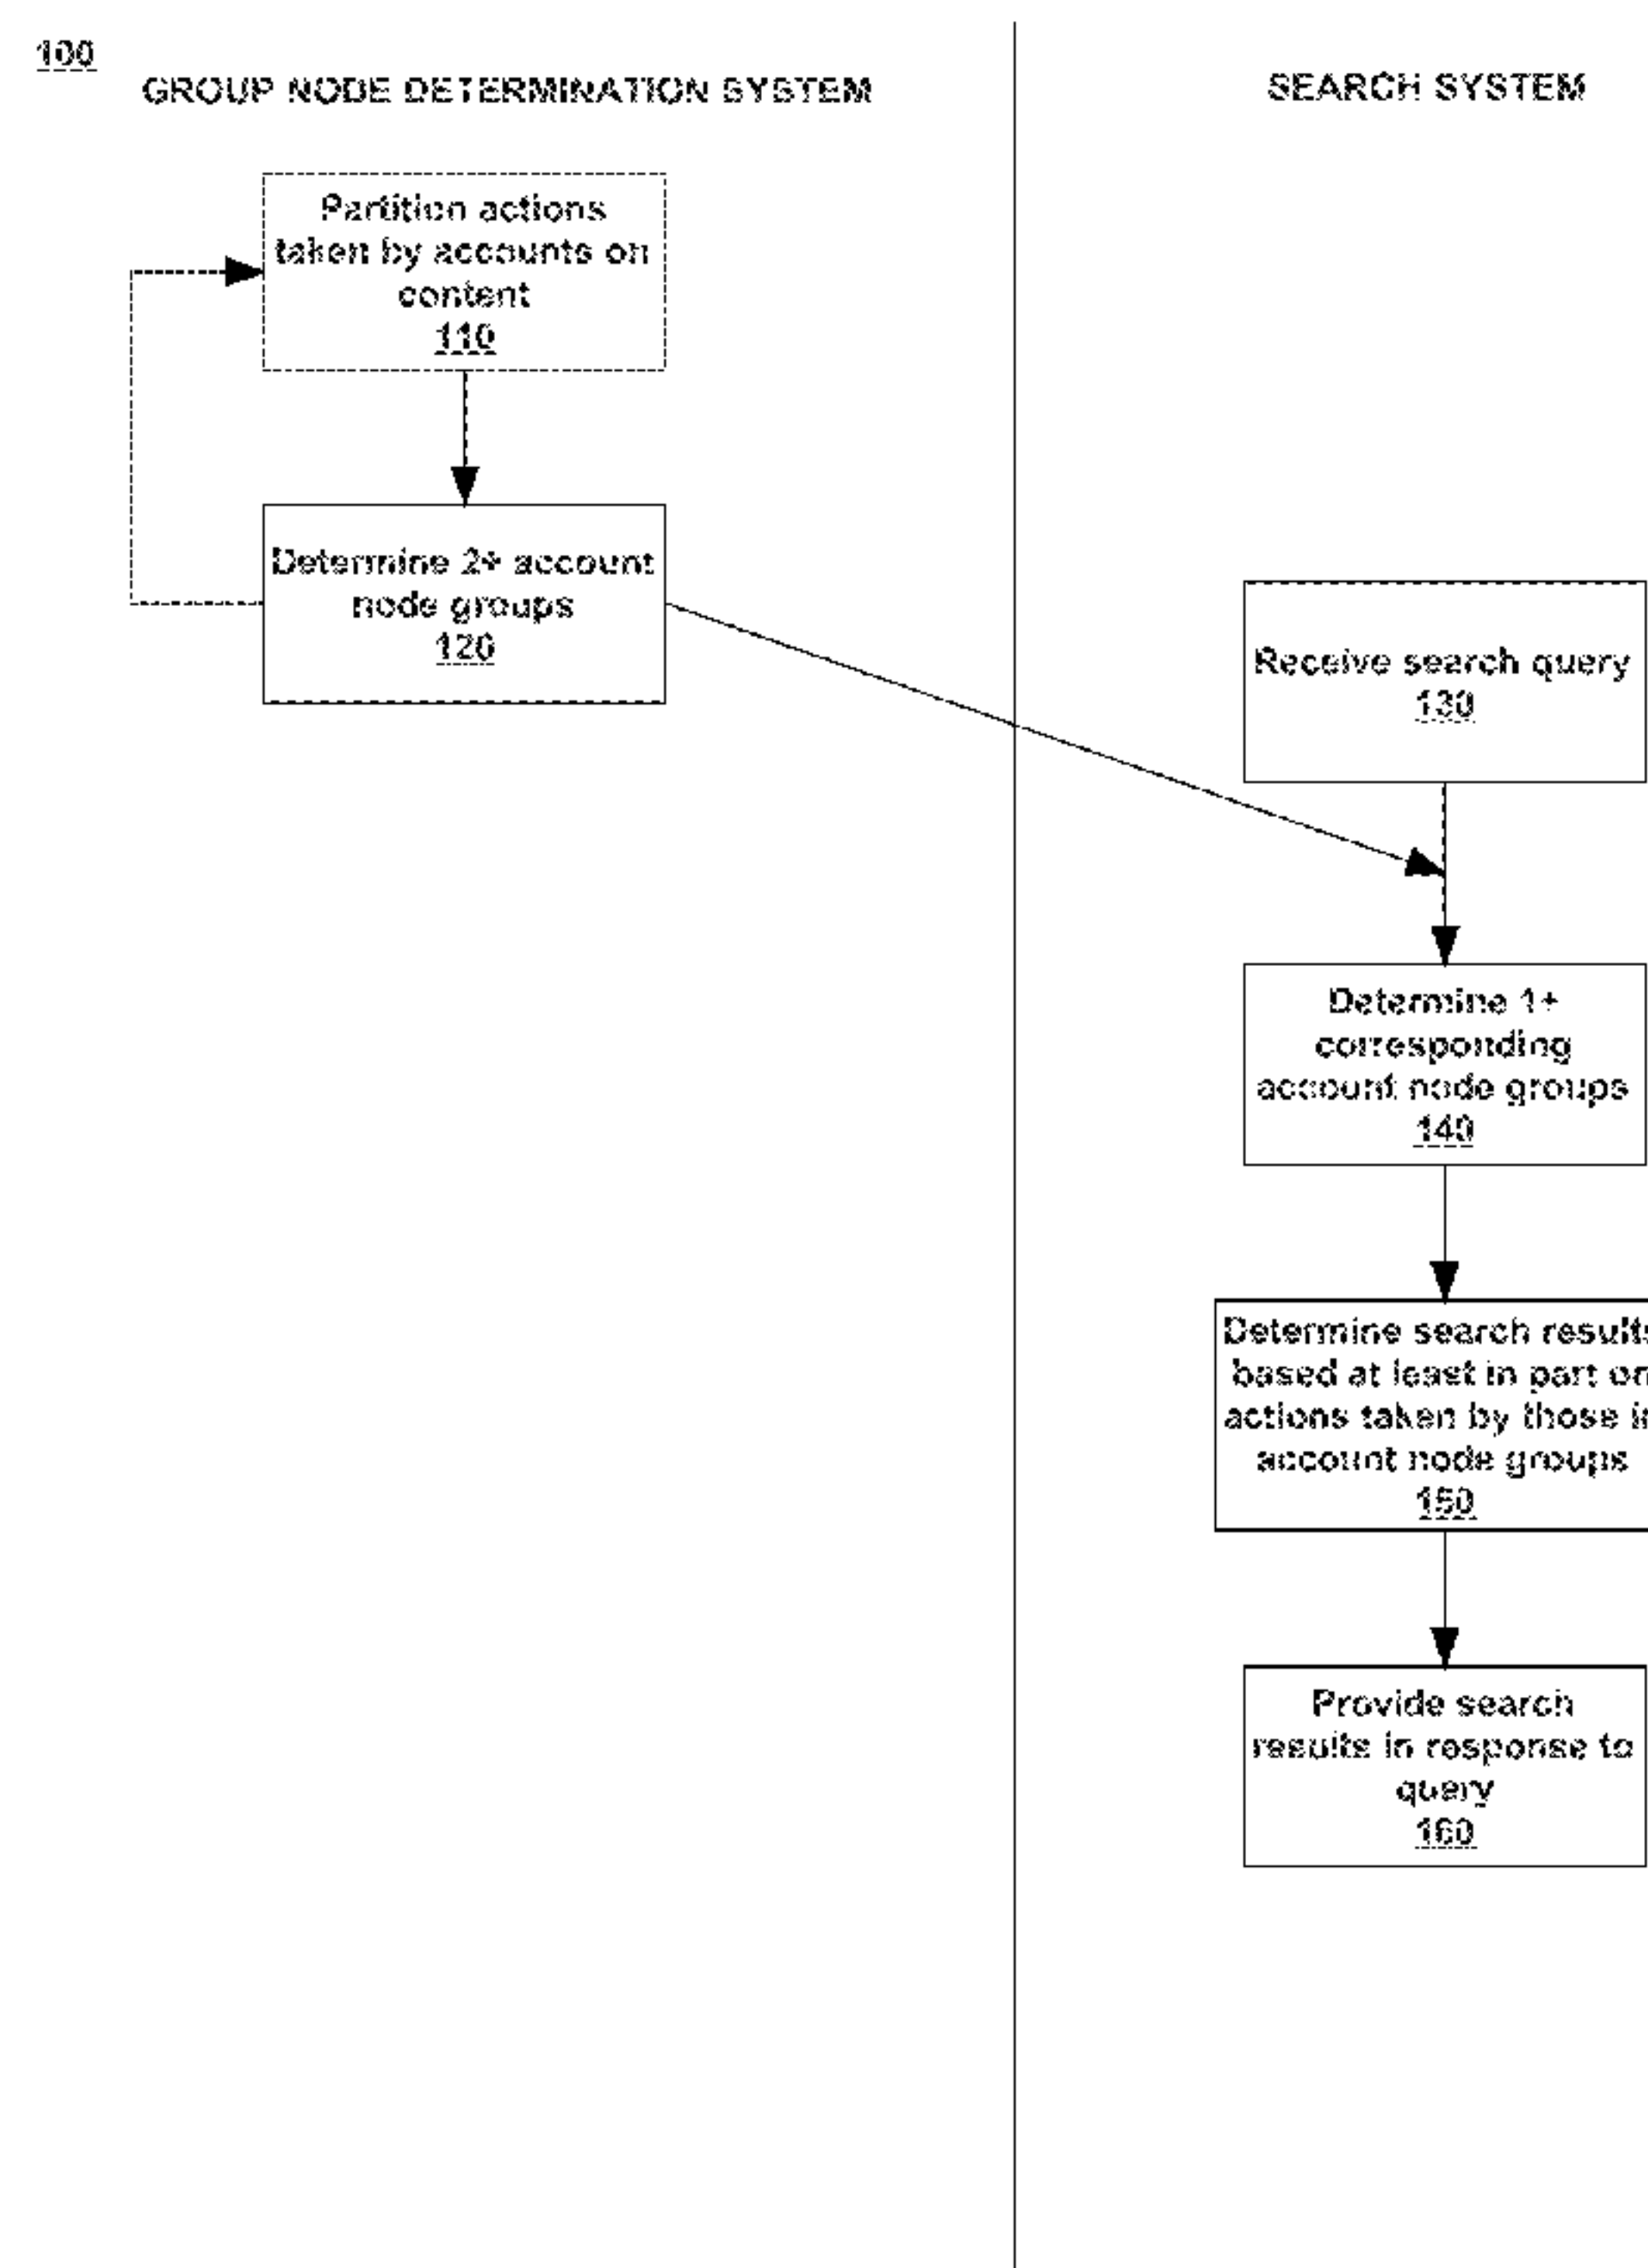 100
GROUP NODE DETERMINATION SYSTEM
SEARCH SYSTEM
Partition actions
taken by accounts on
content
110
Determine 2+ account
node groups
120
Receive search query
130
Determine 1+
corresponding
account node groups
140
Determine search results
based at least in part on
actions taken by those in
account node groups
150
Provide search
results in response to
query
160